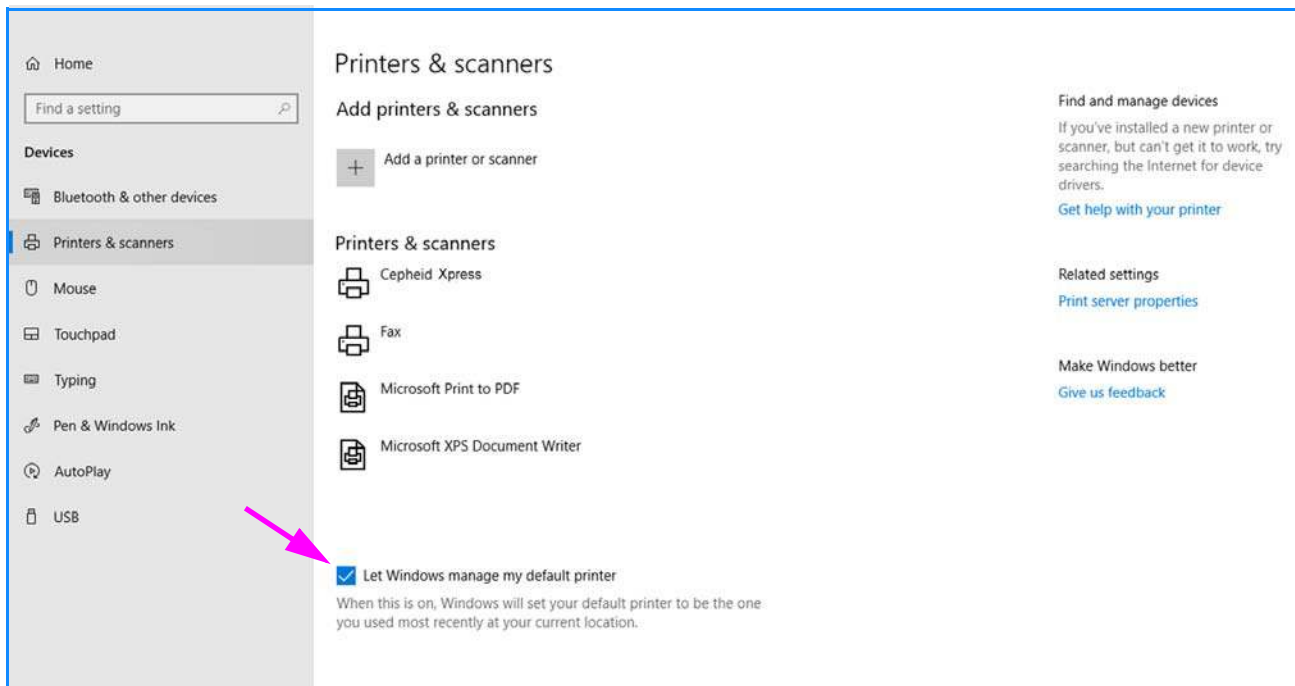 Home
Find a setting
Devices
Bluetooth & other devices
Printers & scanners
Mouse
Touchpad
Typing
Pen & Windows Ink
AutoPlay
USB
Printers & scanners
Add printers & scanners
Add a printer or scanner
Printers & scanners
Cepheid Xpress
Fax
Microsoft Print to PDF
Microsoft XPS Document Writer
Let Windows manage my default printer
When this is on, Windows will set your default printer to be the one
you used most recently at your current location.
Find and manage devices
If you've installed a new printer or
scanner, but can't get it to work, try
searching the Internet for device
drivers.
Get help with your printer
Related settings
Print server properties
Make Windows better
Give us feedback